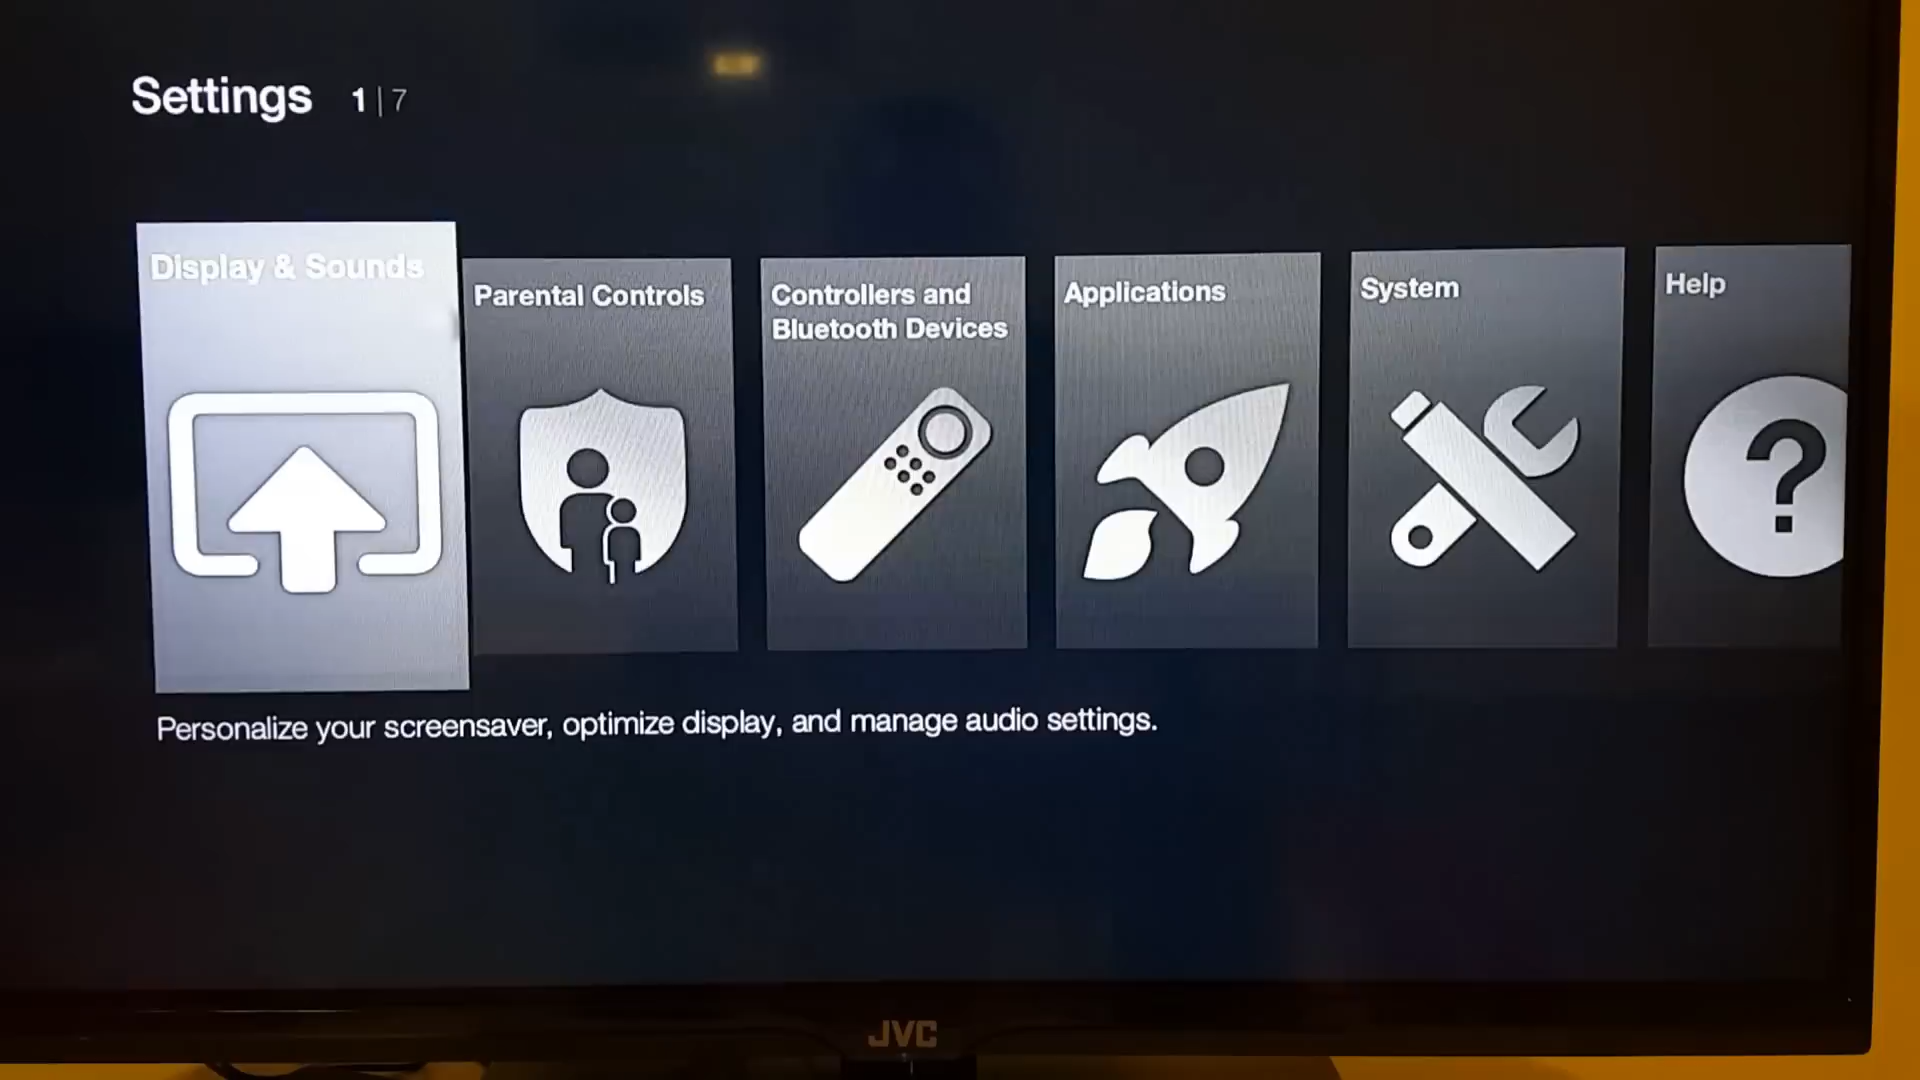 Settings 1|7
Display & Sounds
Parental Controls
Controllers and
Bluetooth Devices
Applications
System
Help
?
Personalize your screensaver, optimize display, and manage audio settings.
JVC